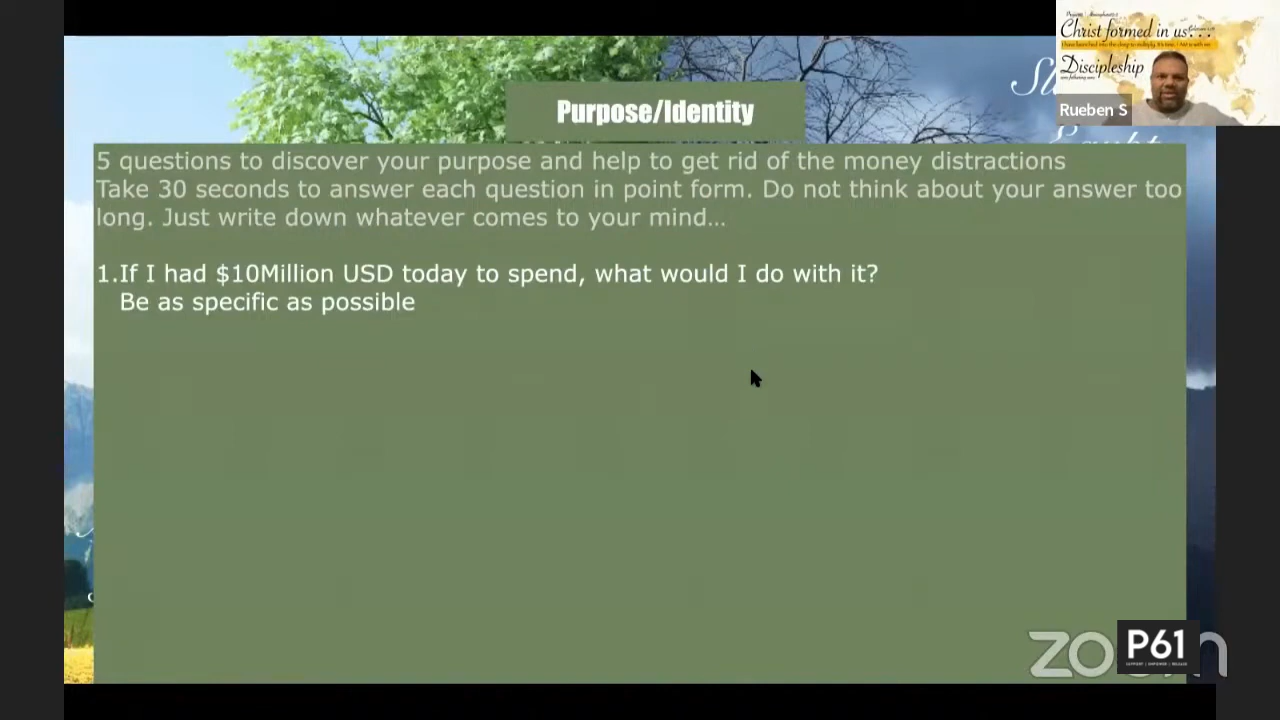 Christ formed in us...
Discipleship
Rueben S
Purpose/Identity
5 questions to discover your purpose and help to get rid of the money distractions
Take 30 seconds to answer each question in point form. Do not think about your answer too
long. Just write down whatever comes to your mind...
1.If I had $10Million USD today to spend, what would I do with it?
Be as specific as possible
P61